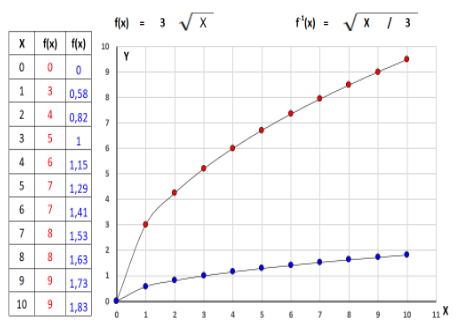 f(x) = 3 √ X f⁻¹(x) = √ X / 3
X f(x) f(x)
0 0 0
1 3 0,58
2 4 0,82
3 5 1
4 6 1,15
5 7 1,29
6 7 1,41
7 8 1,53
8 8 1,63
9 9 1,73
10 9 1,83
Y
10
9
8
7
6
5
4
3
2
1
0
0 1 2 3 4 5 6 7 8 9 10 11 X